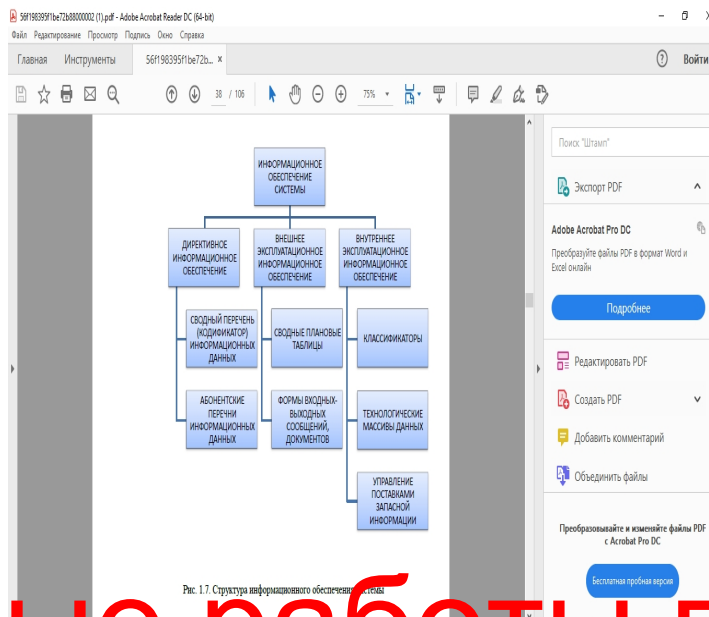 56f198395f1be72b88000002 (1).pdf - Adobe Acrobat Reader DC (64-bit)
Файл Редактирование Просмотр Подпись Окно Справка
Главная Инструменты 56f198395f1be72b... × Войти
38 / 106 75%
ИНФОРМАЦИОННОЕ
ОБЕСПЕЧЕНИЕ
СИСТЕМЫ
ДИРЕКТИВНОЕ
ИНФОРМАЦИОННОЕ
ОБЕСПЕЧЕНИЕ
ВНЕШНЕЕ
ЭКСПЛУАТАЦИОННОЕ
ИНФОРМАЦИОННОЕ
ОБЕСПЕЧЕНИЕ
ВНУТРЕННЕЕ
ЭКСПЛУАТАЦИОННОЕ
ИНФОРМАЦИОННОЕ
ОБЕСПЕЧЕНИЕ
СВОДНЫЙ ПЕРЕЧЕНЬ
(КОДИФИКАТОР)
ИНФОРМАЦИОННЫХ
ДАННЫХ
СВОДНЫЕ ПЛАНОВЫЕ
ТАБЛИЦЫ
КЛАССИФИКАТОРЫ
АБОНЕНТСКИЕ
ПЕРЕЧНИ
ИНФОРМАЦИОННЫХ
ДАННЫХ
ФОРМЫ ВХОДНЫХ-
ВЫХОДНЫХ
СООБЩЕНИЙ,
ДОКУМЕНТОВ
ТЕХНОЛОГИЧЕСКИЕ
МАССИВЫ ДАННЫХ
УПРАВЛЕНИЕ
ПОСТАВКАМИ
ЗАПАСНОЙ
ИНФОРМАЦИИ
Рис. 1.7. Структура информационного обеспечения системы
Поиск "Штамп"
Экспорт PDF
Adobe Acrobat Pro DC
Преобразуйте файлы PDF в формат Word и
Excel онлайн
Подробнее
Редактировать PDF
Создать PDF
Добавить комментарий
Объединить файлы
Преобразовывайте и изменяйте файлы PDF
с Acrobat Pro DC
Бесплатная пробная версия
работы